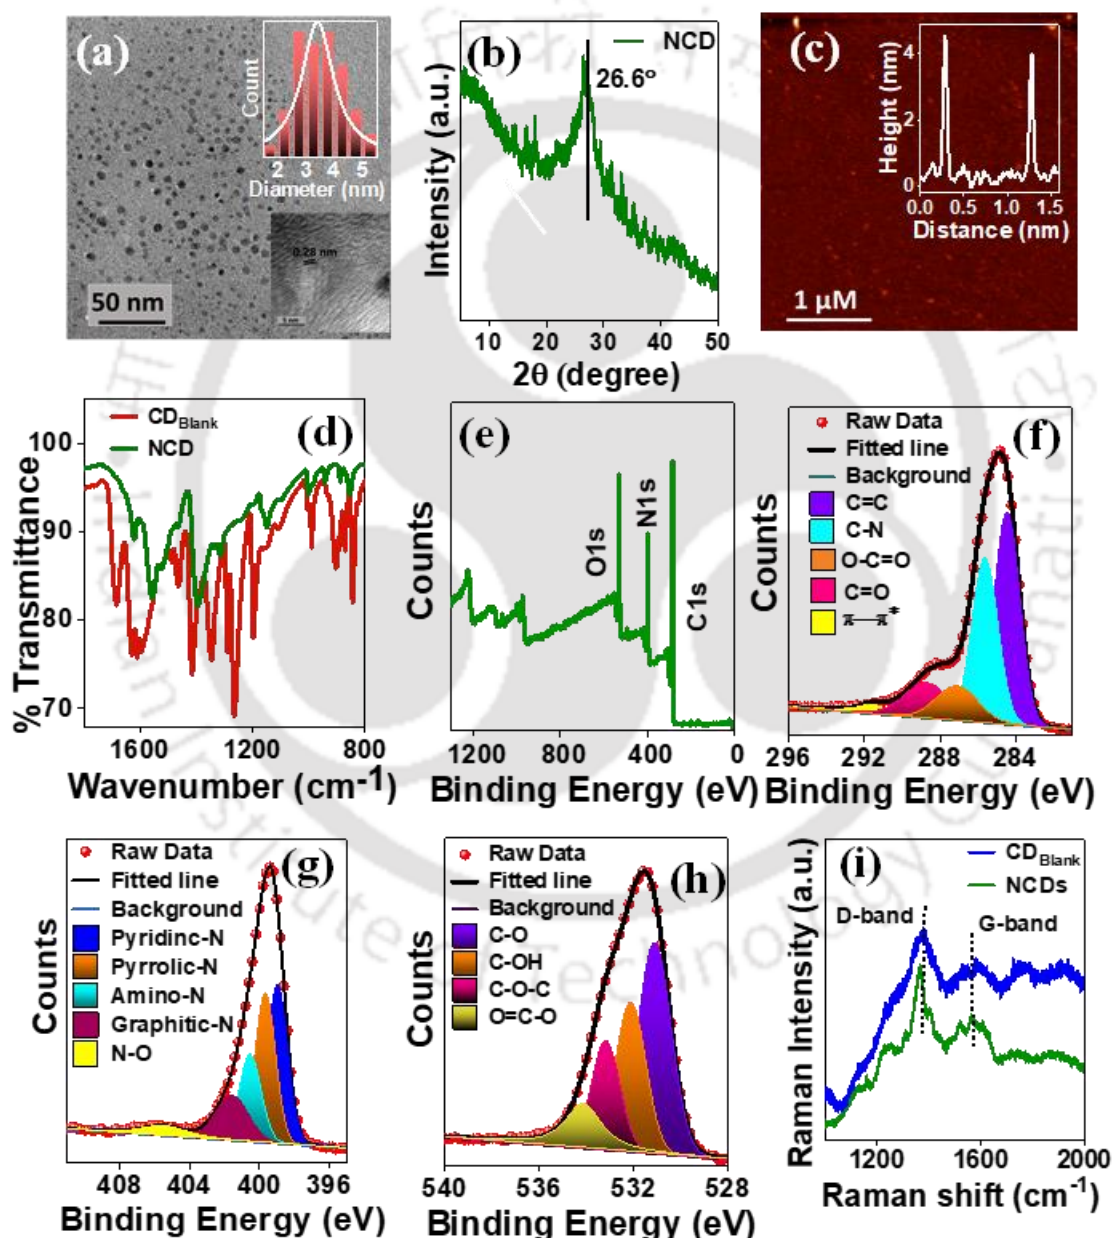 (a)
Count
2 3 4 5
Diameter (nm)
0.28 nm
50 nm
(b)
NCD
26.6°
Intensity (a.u.)
10 20 30 40 50
2θ (degree)
(c)
4
2
0
Height (nm)
0.0 0.5 1.0 1.5
Distance (nm)
1 µM
(d)
CD_Blank
NCD
100
90
80
70
% Transmittance
1600 1200 800
Wavenumber (cm-1)
(e)
Counts
O1s
N1s
C1s
1200 800 400 0
Binding Energy (eV)
(f)
Raw Data
Fitted line
Background
C=C
C-N
O-C=O
C=O
π—π*
Counts
296 292 288 284
Binding Energy (eV)
(g)
Raw Data
Fitted line
Background
Pyridinc-N
Pyrrolic-N
Amino-N
Graphitic-N
N-O
Counts
408 404 400 396
Binding Energy (eV)
(h)
Raw Data
Fitted line
Background
C-O
C-OH
C-O-C
O=C-O
Counts
540 536 532 528
Binding Energy (eV)
(i)
CD_Blank
NCDs
D-band
G-band
Raman Intensity (a.u.)
1200 1600 2000
Raman shift (cm-1)
Institute of Technology Guwahati